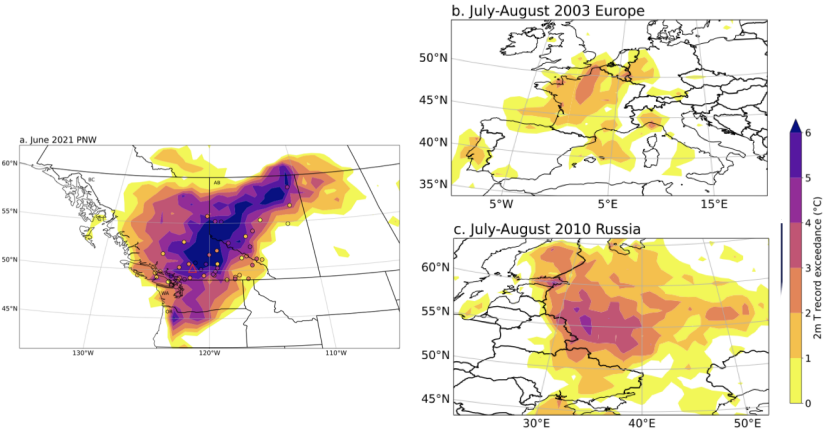 b. July-August 2003 Europe
50°N
45°N
40°N
35°N
5°W
5°E
15°E
a. June 2021 PNW
60°N
55°N
50°N
45°N
130°W
120°W
110°W
BC
AB
WA
OR
c. July-August 2010 Russia
60°N
55°N
50°N
45°N
30°E
40°E
50°E
6
5
4
3
2
1
0
2m T record exceedance (°C)